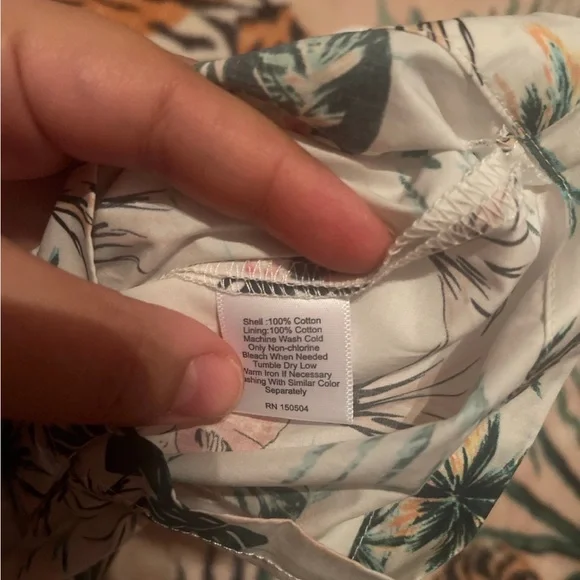 Shell :100% Cotton
Lining:100% Cotton
Machine Wash Cold
Only Non-chlorine
Bleach When Needed
Tumble Dry Low
Warm Iron If Necessary
With Similar Color
Separately
RN 150504